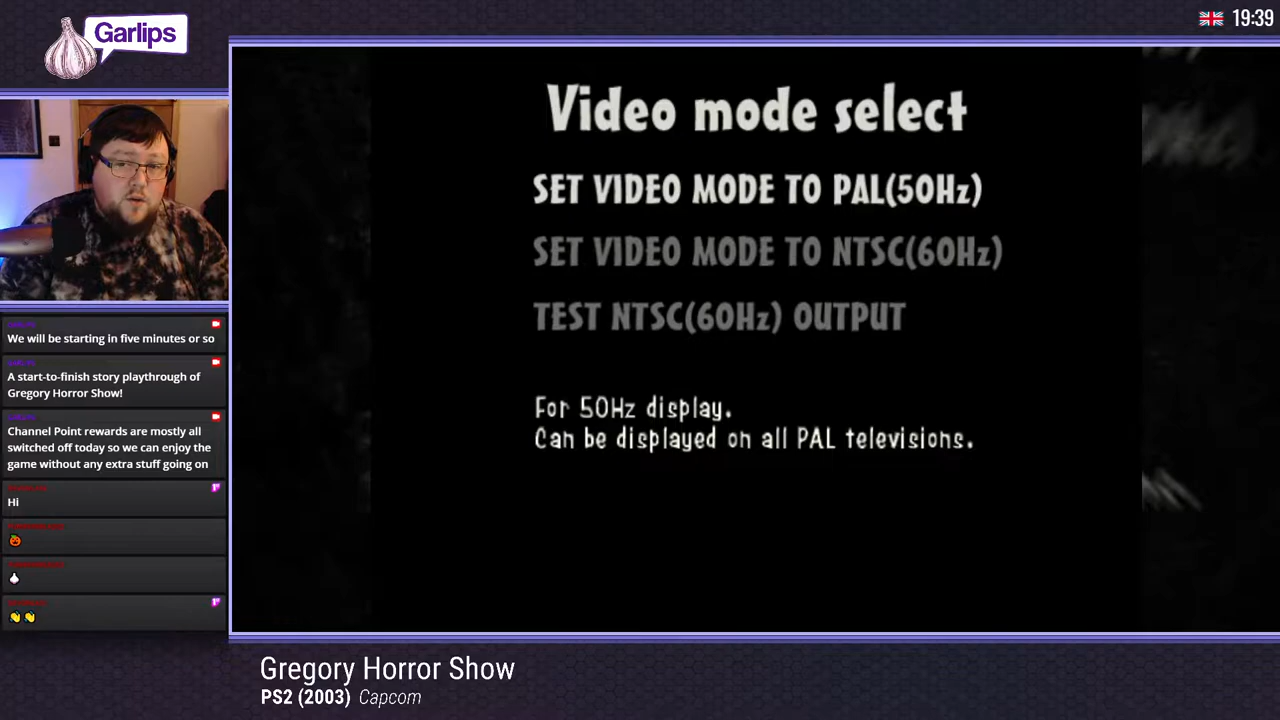 Garlips
19:39
Video mode select
SET VIDEO MODE TO PAL(50Hz)
SET VIDEO MODE TO NTSC(60Hz)
TEST NTSC(60Hz) OUTPUT
For 50Hz display.
Can be displayed on all PAL televisions.
We will be starting in five minutes or so
A start-to-finish story playthrough of
Gregory Horror Show!
Channel Point rewards are mostly all
switched off today so we can enjoy the
game without any extra stuff going on
Hi
Gregory Horror Show
PS2 (2003) Capcom